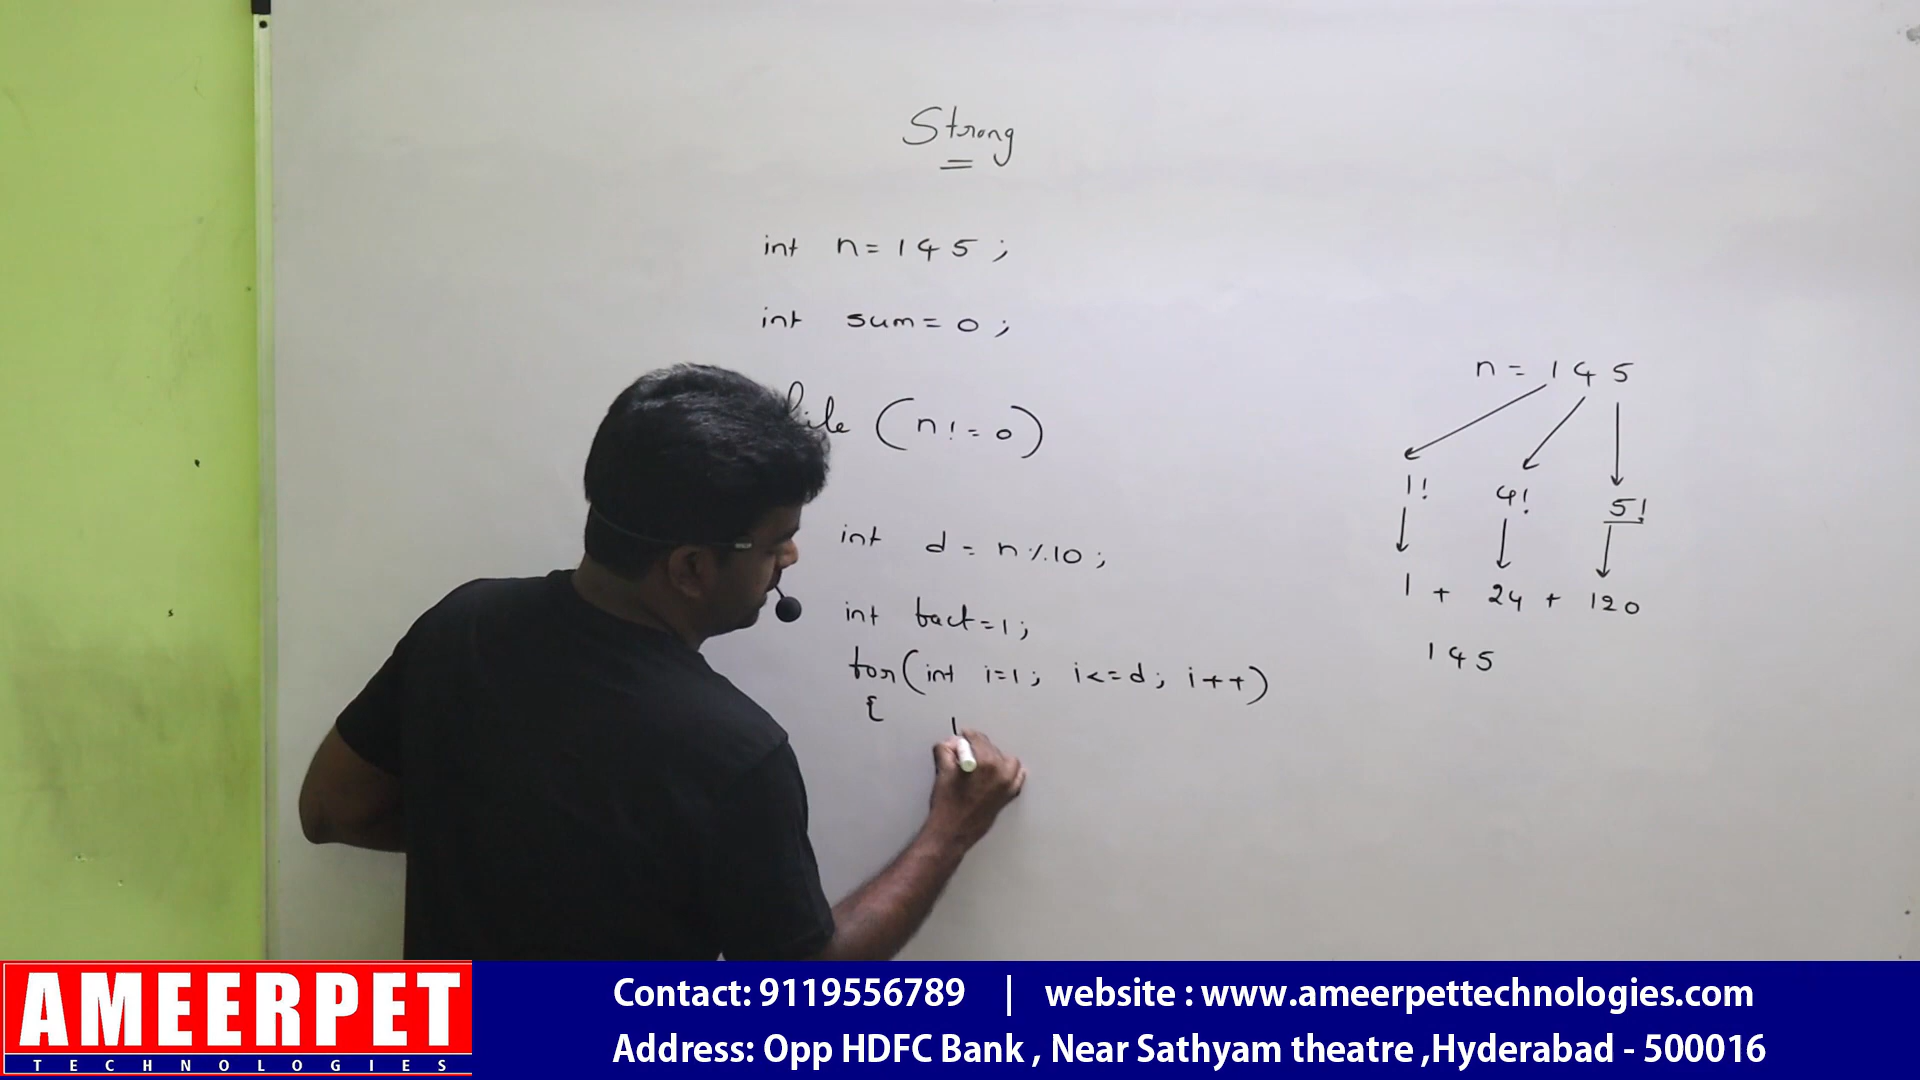 Strong
int n=145;
int sum=0;
(n!=0)
int d=n%10;
int fact=1;
for(int i=1; i<=d; i++)
{
n=145
1! 4! 5!
1 + 24 + 120
145
AMEERPET
TECHNOLOGIES
Contact: 9119556789 | website : www.ameerpettechnologies.com
Address: Opp HDFC Bank , Near Sathyam theatre ,Hyderabad - 500016